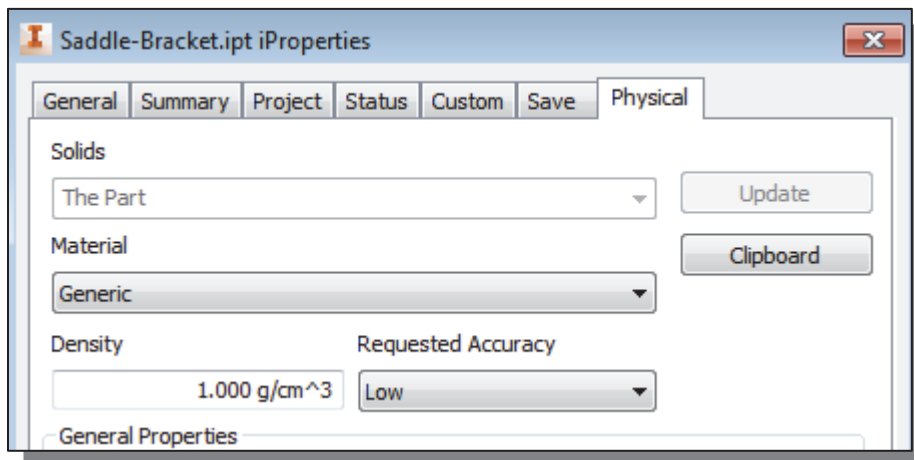 Saddle-Bracket.ipt iProperties
General Summary Project Status Custom Save Physical
Solids
The Part
Update
Material
Clipboard
Generic
Density Requested Accuracy
1.000 g/cm^3 Low
General Properties